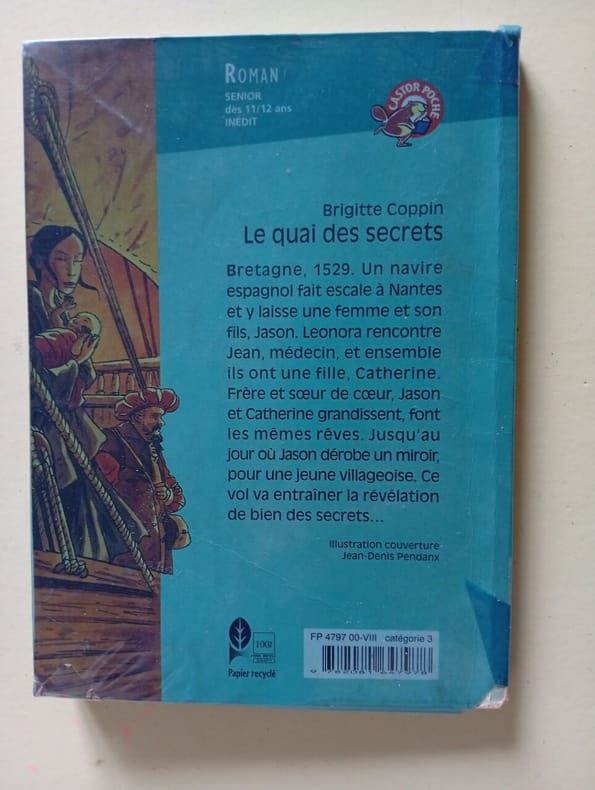 ROMAN
SENIOR
dès 11/12 ans
INÉDIT
CASTOR POCHE
Brigitte Coppin
Le quai des secrets
Bretagne, 1529. Un navire
espagnol fait escale à Nantes
et y laisse une femme et son
fils, Jason. Leonora rencontre
Jean, médecin, et ensemble
ils ont une fille, Catherine.
Frère et sœur de cœur, Jason
et Catherine grandissent, font
les mêmes rêves. Jusqu'au
jour où Jason dérobe un miroir,
pour une jeune villageoise. Ce
vol va entraîner la révélation
de bien des secrets...
Illustration couverture
Jean-Denis Pendanx
FP 4797 00-VIII catégorie 3
100%
Papier recyclé
9 782081 647978